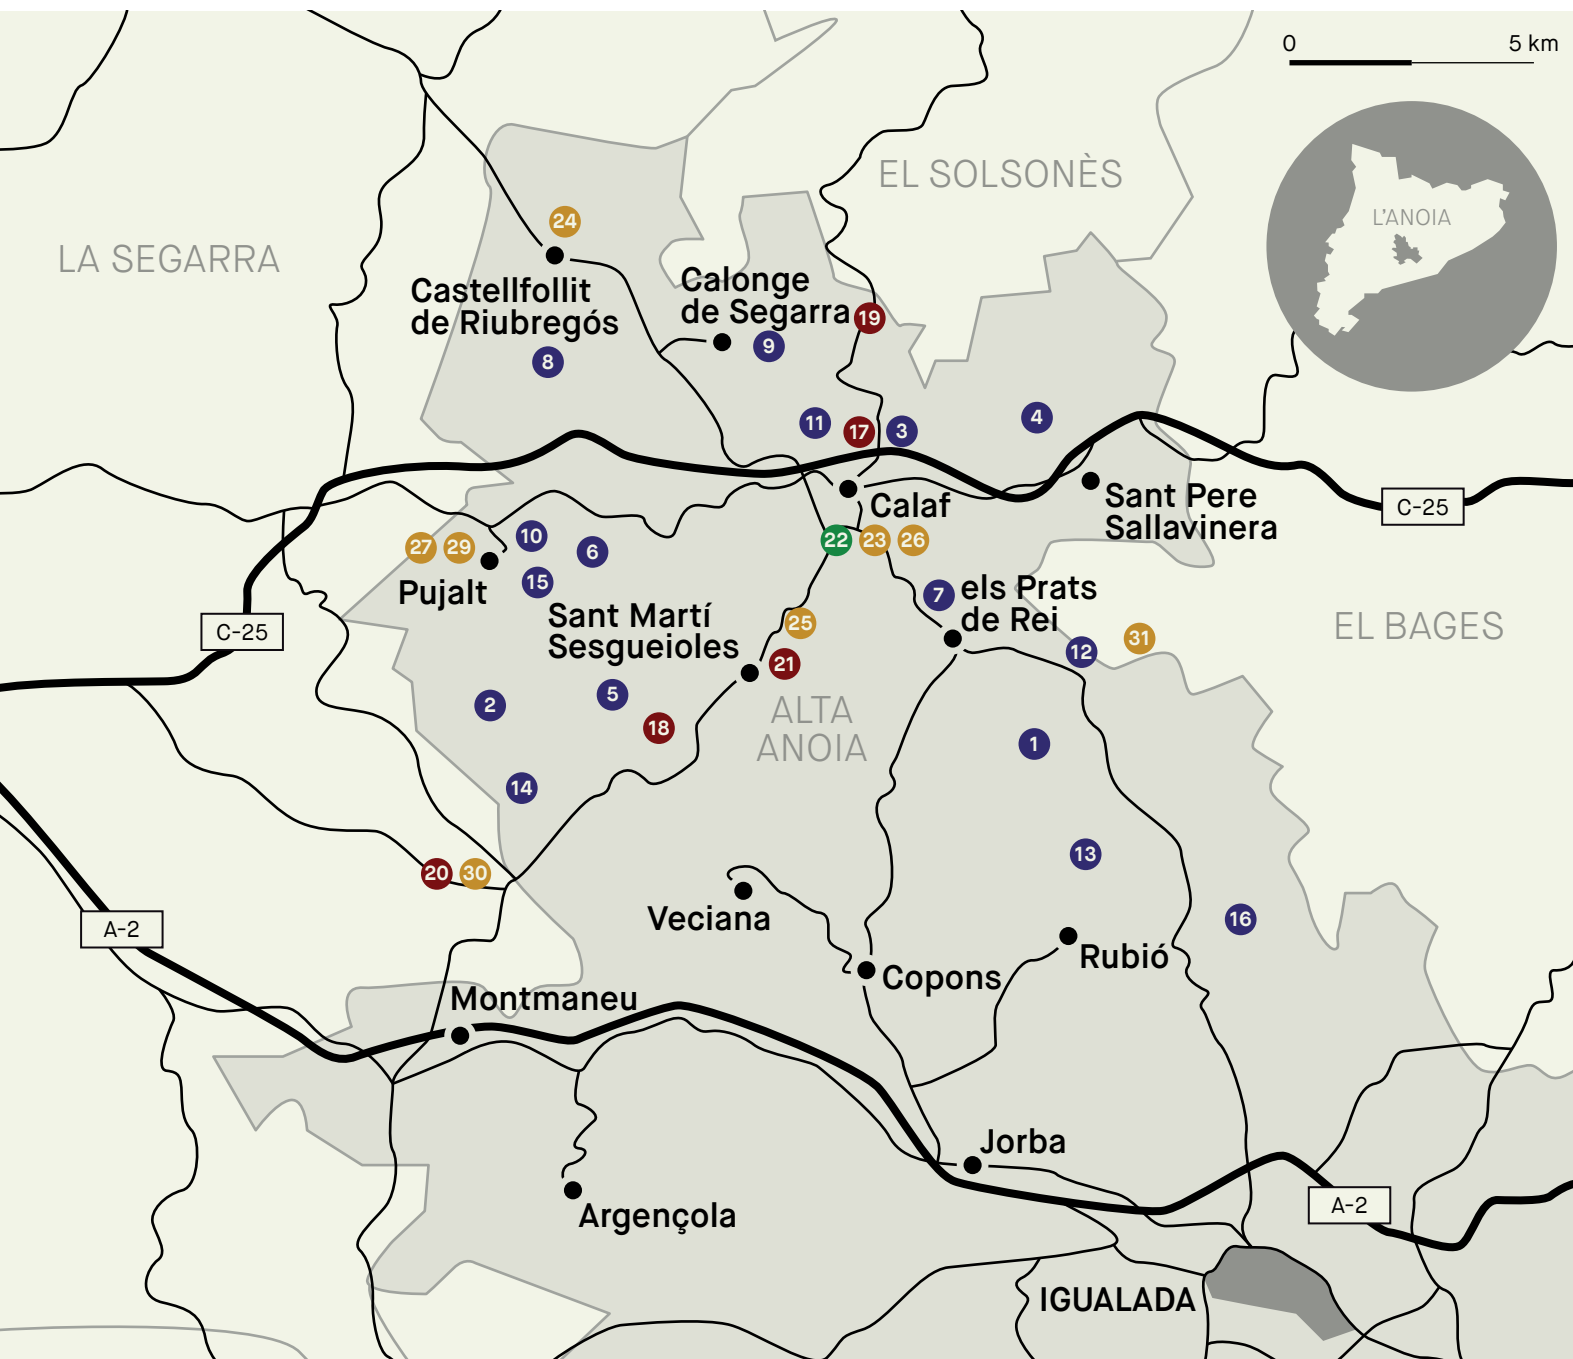 0 5 km
EL SOLSONÈS
L'ANOIA
24
LA SEGARRA
Calonge
de Segarra
19
Castellfollit
de Riubregós
9
8
4
11
17
3
Sant Pere
Sallavinera
Calaf
C-25
10
22
23
26
27
29
6
Pujalt
15
7
els Prats
de Rei
Sant Martí
Sesgueioles
25
C-25
EL BAGES
12
31
21
5
2
18
ALTA
ANOIA
1
14
13
20
30
Veciana
16
A-2
Rubió
Copons
Montmaneu
Jorba
Argençola
A-2
IGUALADA